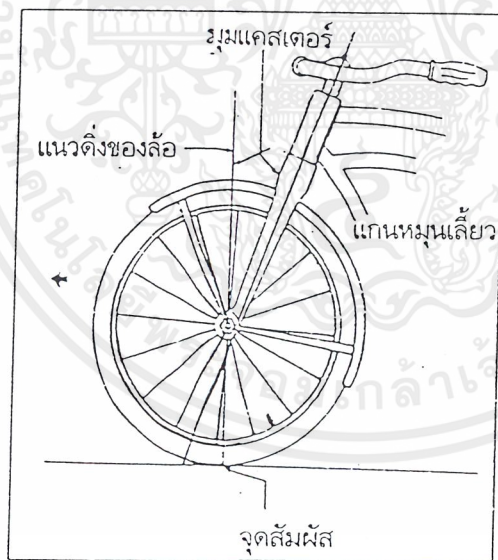 มุมแคสเตอร์
แนวดิ่งของล้อ
แกนหมุนเลี้ยว
จุดสัมผัส